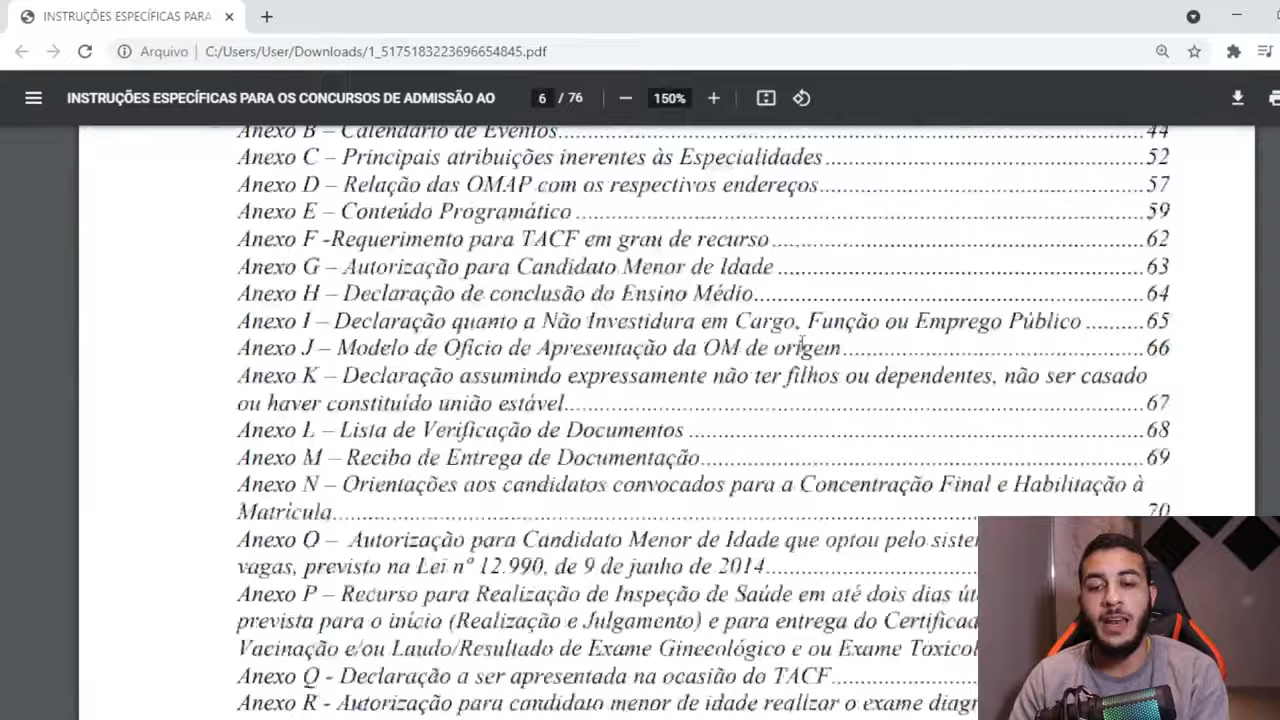 INSTRUÇÕES ESPECÍFICAS PARA
Arquivo C:/Users/User/Downloads/1_5175183223696654845.pdf
INSTRUÇÕES ESPECÍFICAS PARA OS CONCURSOS DE ADMISSÃO AO 6 / 76 150%
Anexo B – Calendário de Eventos 44
Anexo C – Principais atribuições inerentes às Especialidades 52
Anexo D – Relação das OMAP com os respectivos endereços 57
Anexo E – Conteúdo Programático 59
Anexo F -Requerimento para TACF em grau de recurso 62
Anexo G – Autorização para Candidato Menor de Idade 63
Anexo H – Declaração de conclusão do Ensino Médio 64
Anexo I – Declaração quanto a Não Investidura em Cargo, Função ou Emprego Público 65
Anexo J – Modelo de Ofício de Apresentação da OM de origem 66
Anexo K – Declaração assumindo expressamente não ter filhos ou dependentes, não ser casado
ou haver constituído união estável 67
Anexo L – Lista de Verificação de Documentos 68
Anexo M – Recibo de Entrega de Documentação 69
Anexo N – Orientações aos candidatos convocados para a Concentração Final e Habilitação à
Matrícula 70
Anexo O – Autorização para Candidato Menor de Idade que optou pelo
vagas, previsto na Lei nº 12.990, de 9 de junho de 2014
Anexo P – Recurso para Realização de Inspeção de Saúde em até dois dias
prevista para o início (Realização e Julgamento) e para entrega do
Vacinação e/ou Laudo/Resultado de Exame Ginecológico e ou Exame
Anexo Q - Declaração a ser apresentada na ocasião do TACF
Anexo R - Autorização para candidato menor de idade realizar o exame